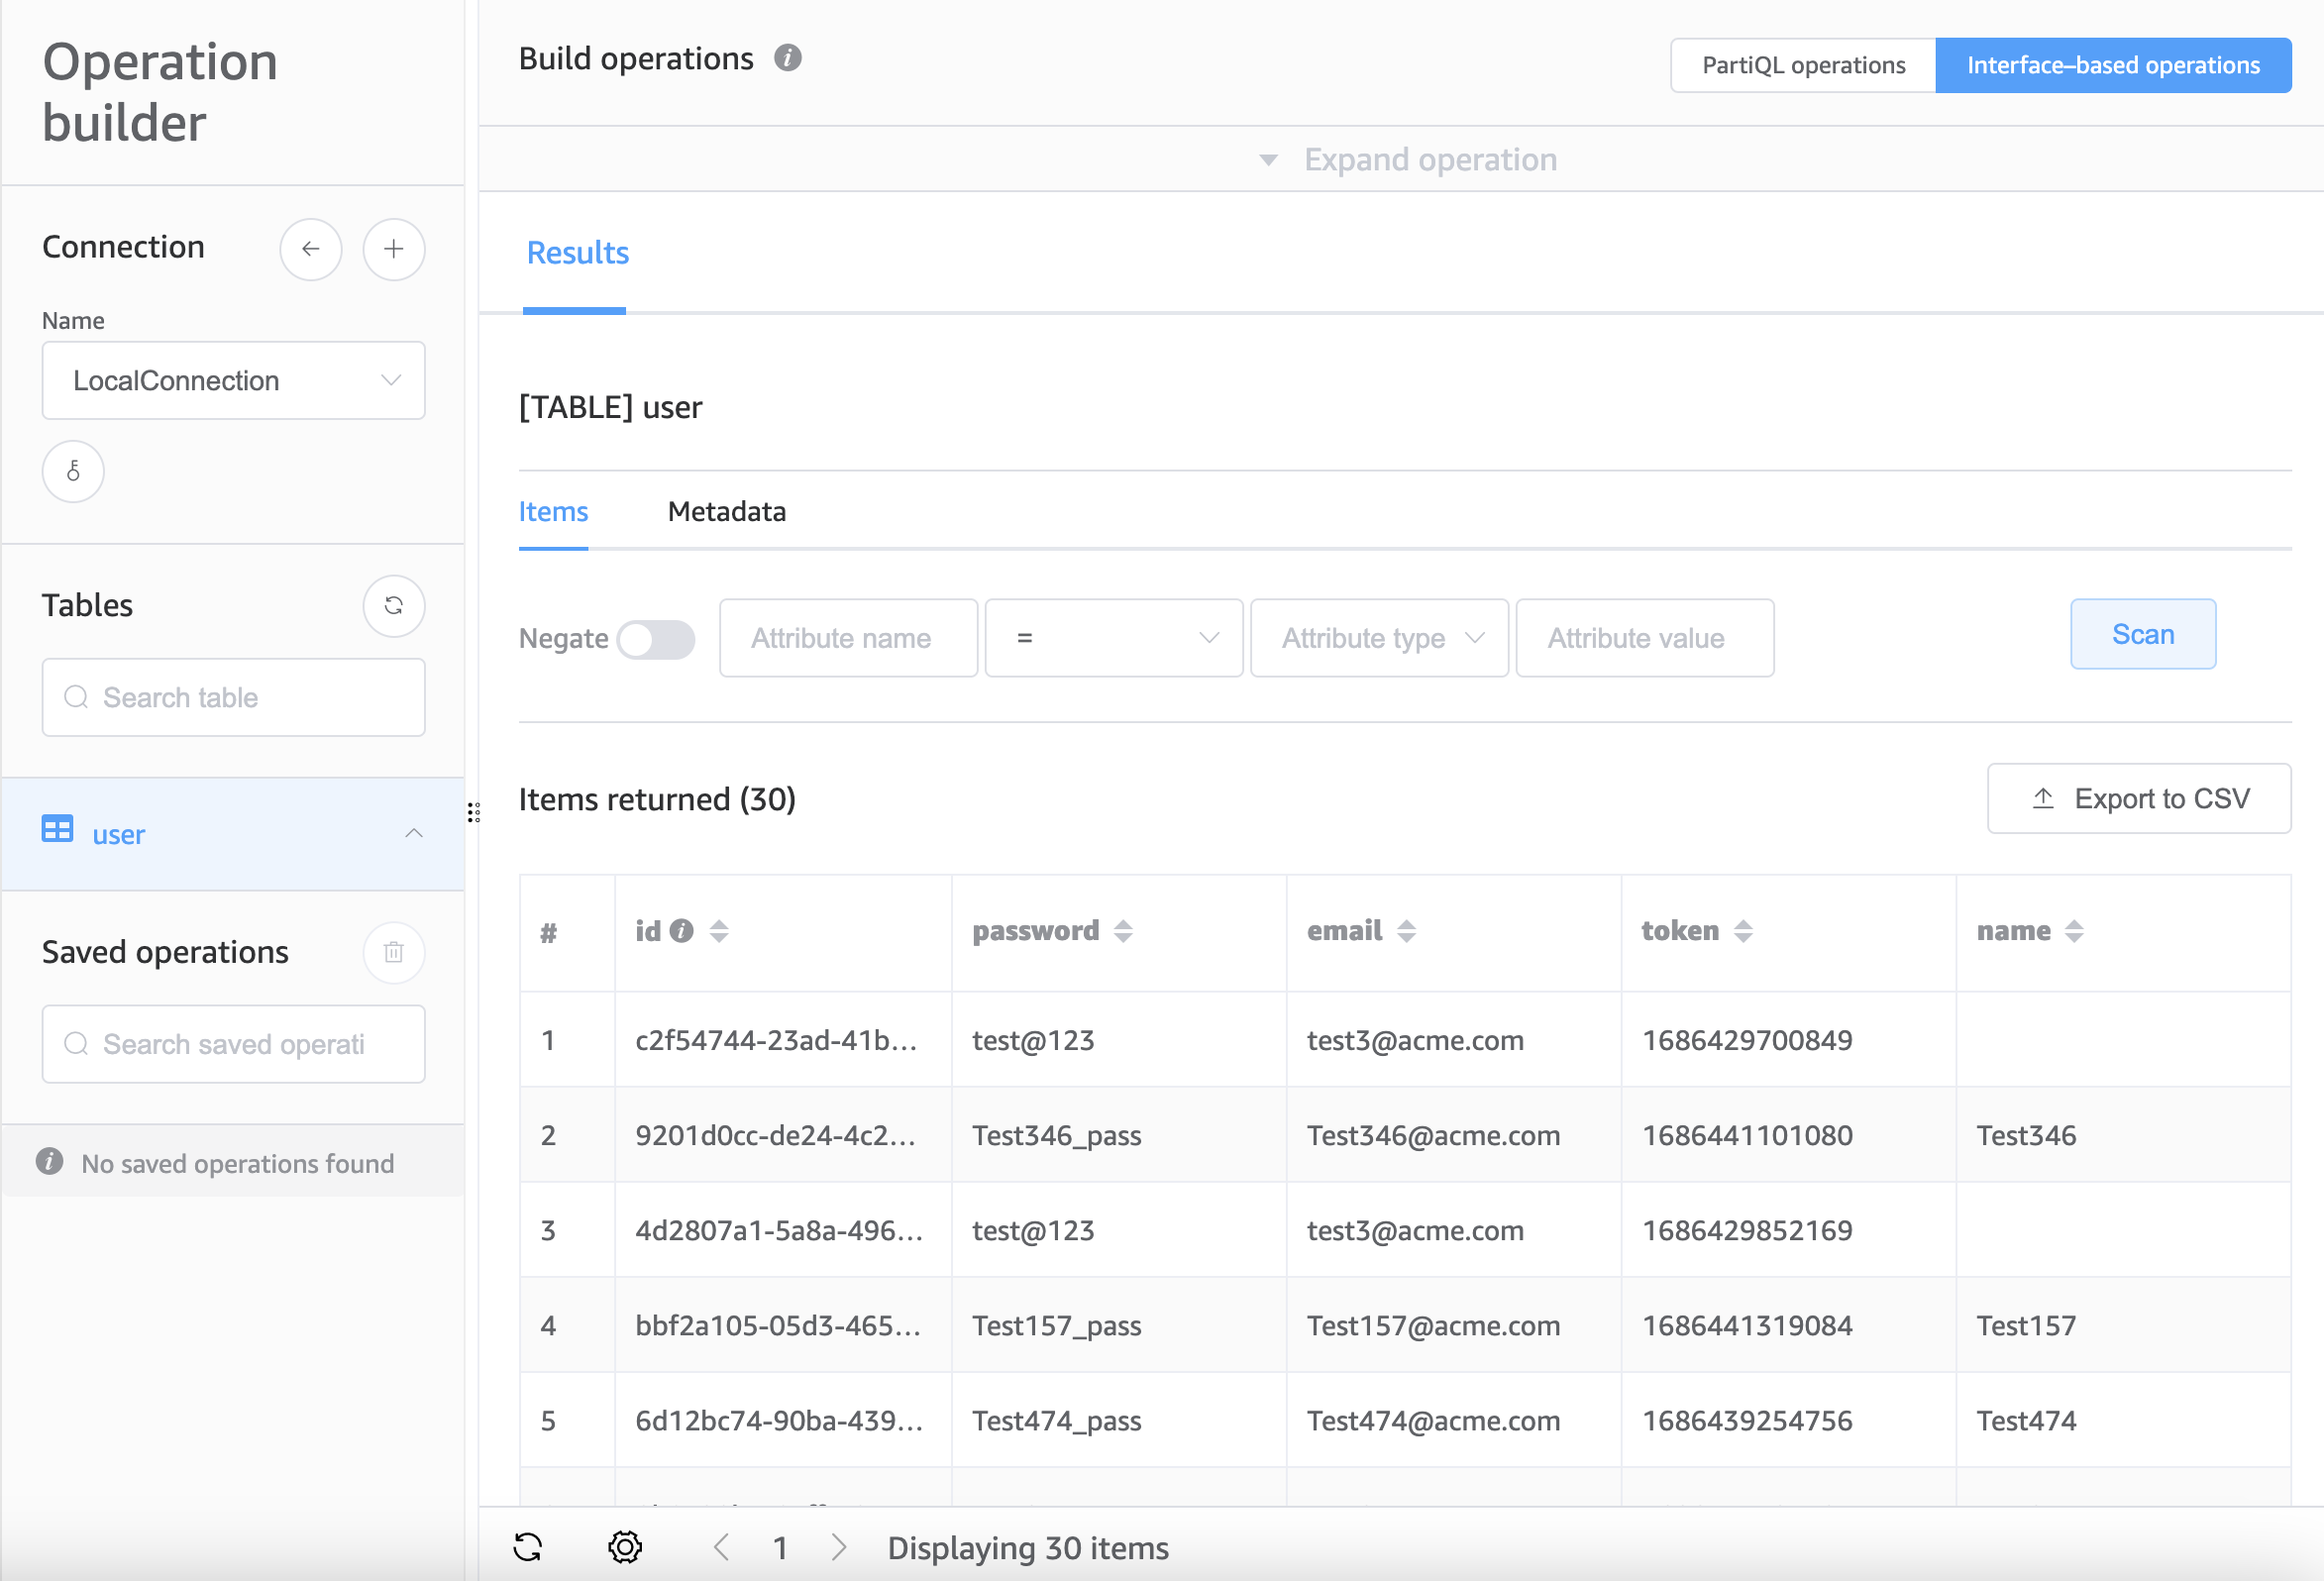 Operation
builder
Connection
Name
LocalConnection
Tables
Search table
user
Saved operations
Search saved operati
No saved operations found
Build operations
PartiQL operations
Interface–based operations
Expand operation
Results
[TABLE] user
Items Metadata
Negate Attribute name = Attribute type Attribute value Scan
Items returned (30) Export to CSV
# id password email token name
1 c2f54744-23ad-41b... test@123 test3@acme.com 1686429700849
2 9201d0cc-de24-4c2... Test346_pass Test346@acme.com 1686441101080 Test346
3 4d2807a1-5a8a-496... test@123 test3@acme.com 1686429852169
4 bbf2a105-05d3-465... Test157_pass Test157@acme.com 1686441319084 Test157
5 6d12bc74-90ba-439... Test474_pass Test474@acme.com 1686439254756 Test474
1 Displaying 30 items